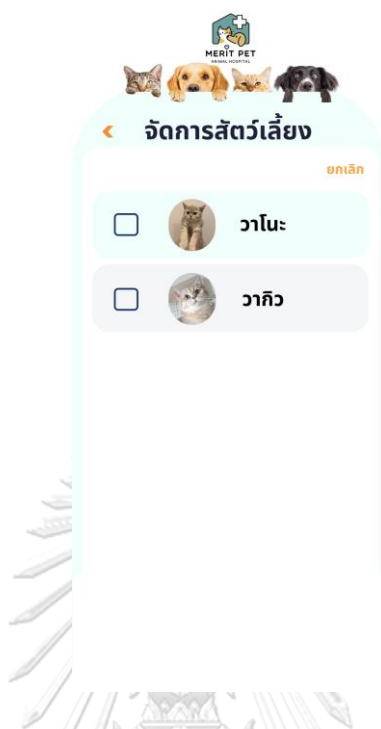 MERIT PET
ANIMAL HOSPITAL
จัดการสัตว์เลี้ยง
ยกเลิก
วาโนะ
วากิว